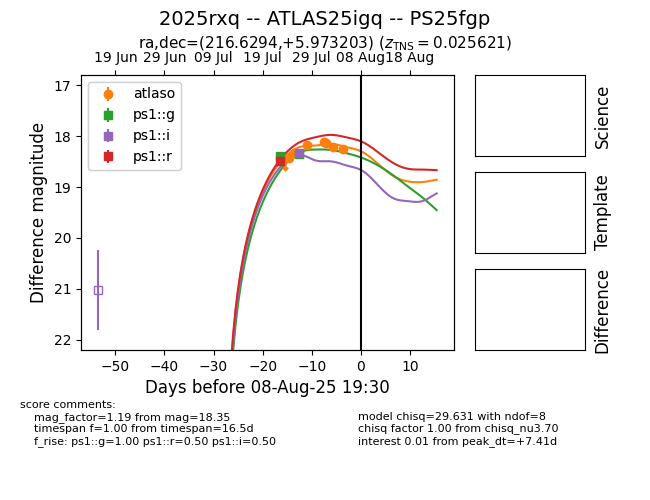 2025rxq -- ATLAS25igq -- PS25fgp
ra,dec=(216.6294,+5.973203) (z_TNS = 0.025621)
19 Jun 29 Jun 09 Jul 19 Jul 29 Jul 08 Aug 18 Aug
atlaso
ps1::g
ps1::i
ps1::r
17
18
19
20
21
22
Difference magnitude
−50 −40 −30 −20 −10 0 10
Days before 08-Aug-25 19:30
Science
Template
Difference
score comments:
mag_factor=1.19 from mag=18.35
timespan f=1.00 from timespan=16.5d
f_rise: ps1::g=1.00 ps1::r=0.50 ps1::i=0.50
model chisq=29.631 with ndof=8
chisq factor 1.00 from chisq_nu3.70
interest 0.01 from peak_dt=+7.41d